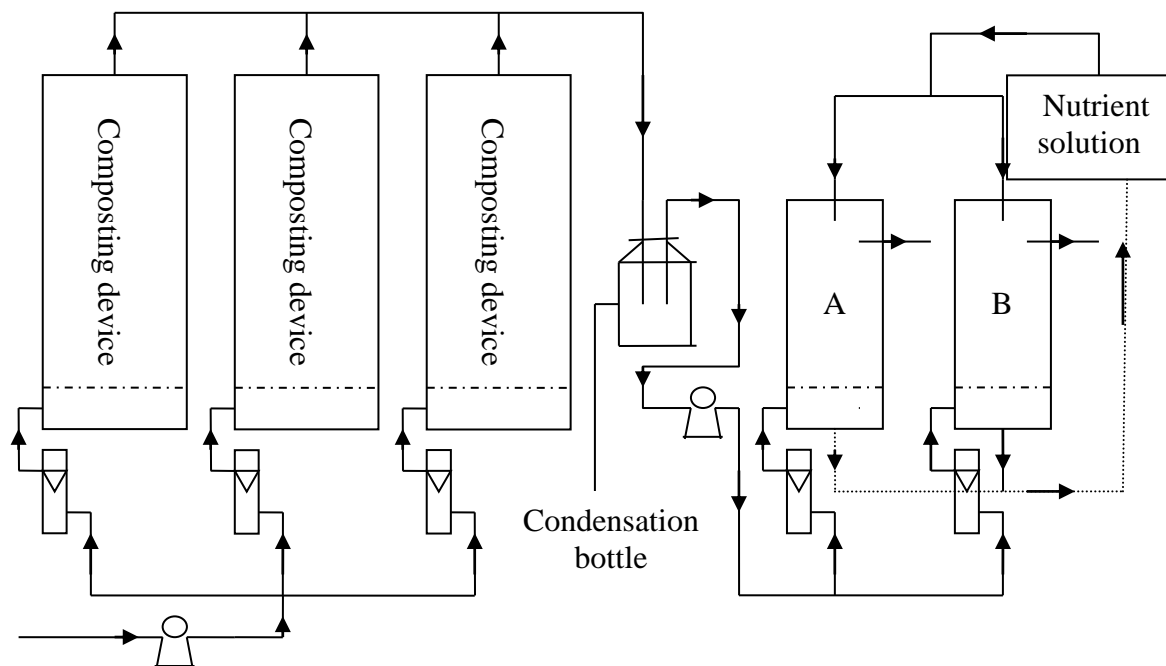 Composting device
Composting device
Composting device
Nutrient
solution
A
B
Condensation
bottle